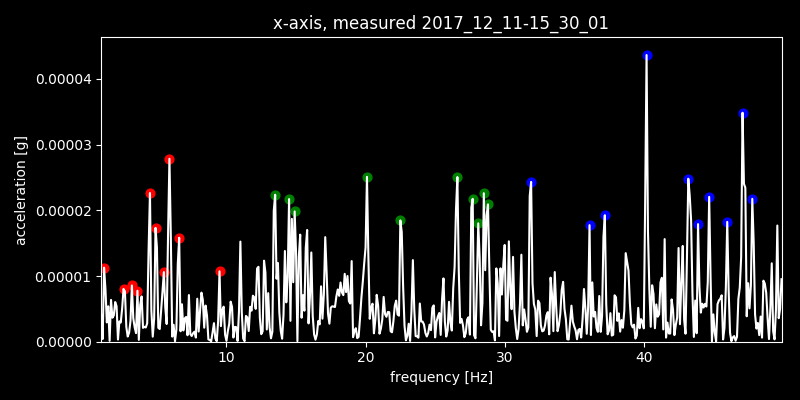 x-axis, measured 2017_12_11-15_30_01
0.00004
0.00003
0.00002
0.00001
0.00000
acceleration [g]
10 20 30 40
frequency [Hz]